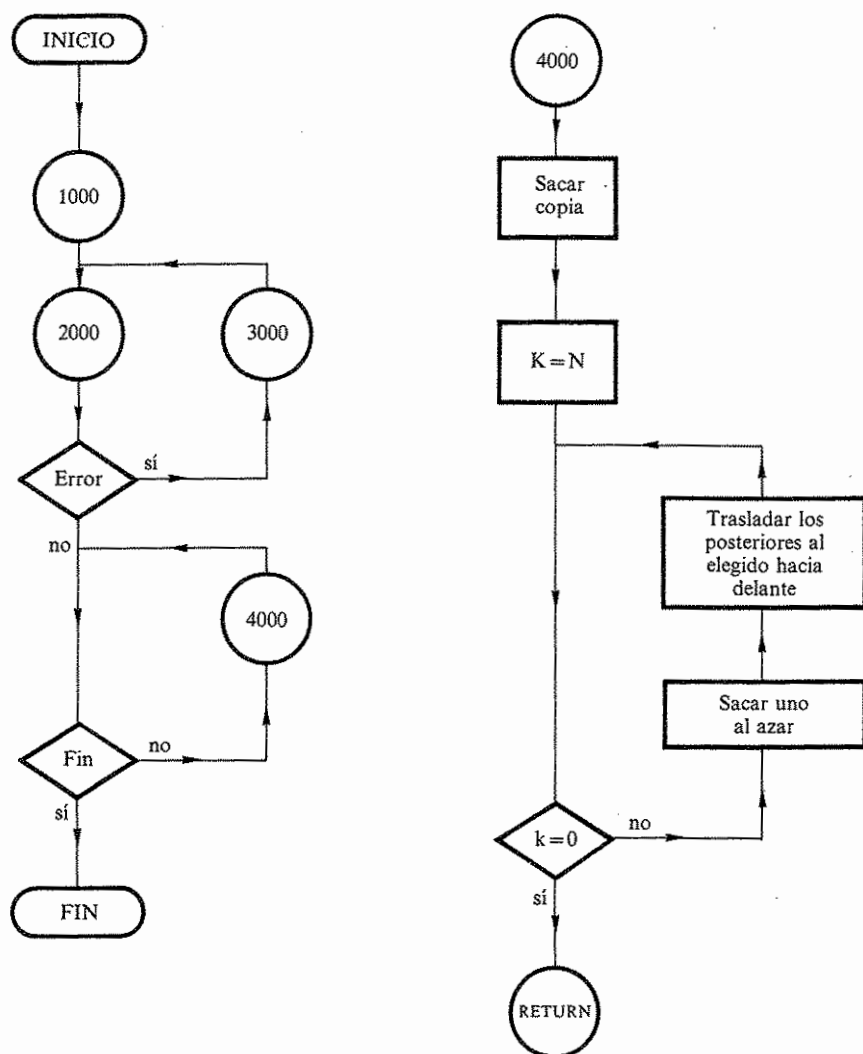 INICIO
1000
2000
3000
Error
sí
no
4000
Fin
no
sí
FIN
4000
Sacar
copia
K=N
Trasladar los
posteriores al
elegido hacia
delante
Sacar uno
al azar
k=0
no
sí
RETURN